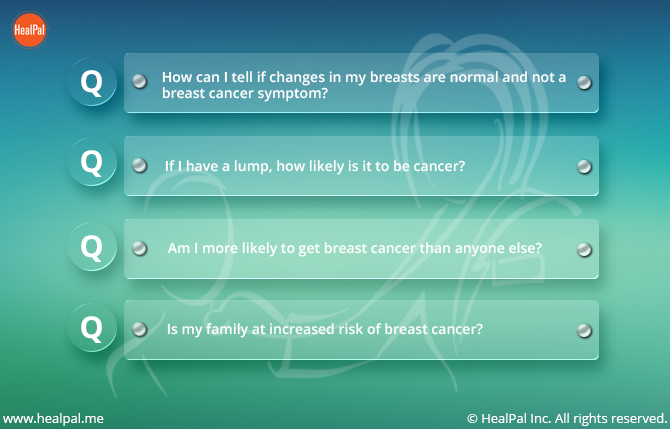 HealPal
Q
How can I tell if changes in my breasts are normal and not a
breast cancer symptom?
Q
If I have a lump, how likely is it to be cancer?
Q
Am I more likely to get breast cancer than anyone else?
Q
Is my family at increased risk of breast cancer?
www.healpal.me
© HealPal Inc. All rights reserved.